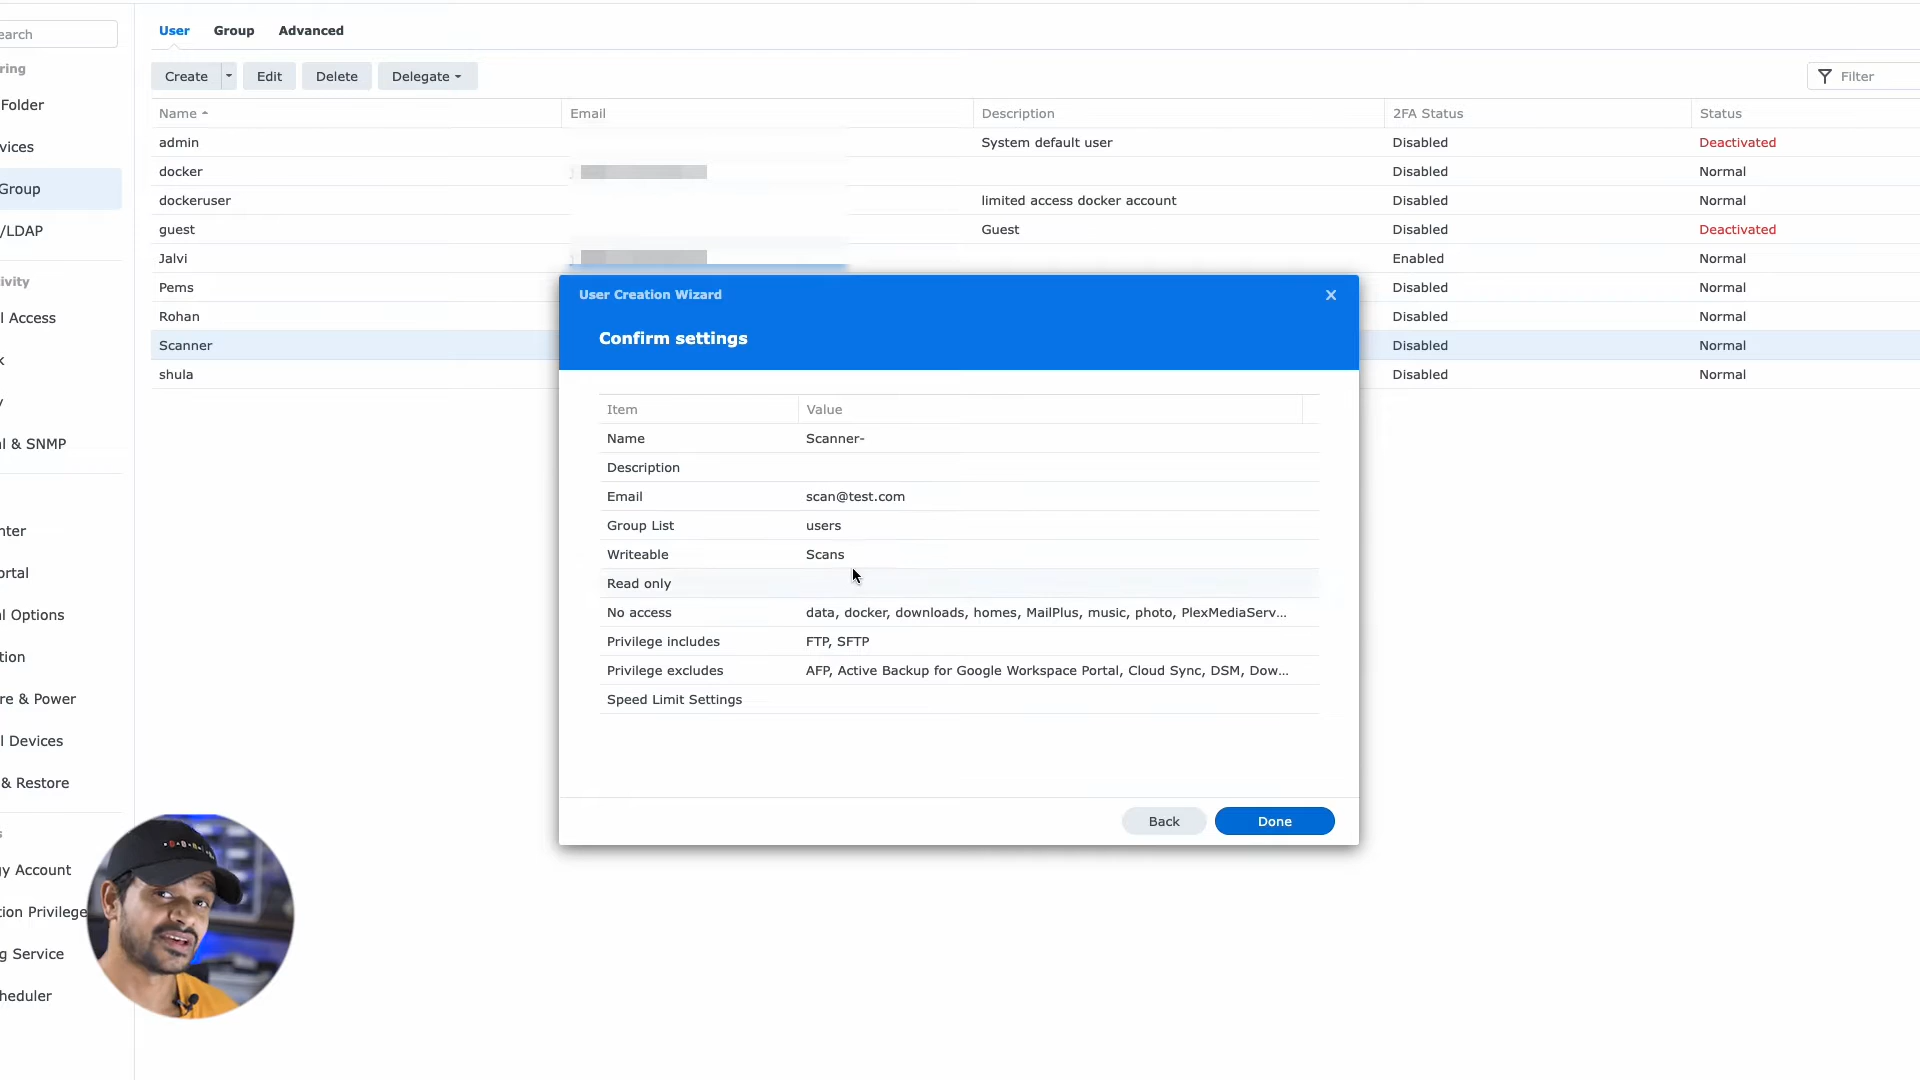 earch
ring
Folder
vices
Group
/LDAP
ivity
l Access
k
y
al & SNMP
nter
ortal
l Options
tion
re & Power
l Devices
& Restore
s
gy Account
tion Privilege
g Service
heduler
User Group Advanced
Create Edit Delete Delegate
Filter
Name Email Description 2FA Status Status
admin System default user Disabled Deactivated
docker Disabled Normal
dockeruser limited access docker account Disabled Normal
guest Guest Disabled Deactivated
Jalvi Enabled Normal
Pems Disabled Normal
Rohan Disabled Normal
Scanner Disabled Normal
shula Disabled Normal
User Creation Wizard
Confirm settings
Item Value
Name Scanner-
Description
Email scan@test.com
Group List users
Writeable Scans
Read only
No access data, docker, downloads, homes, MailPlus, music, photo, PlexMediaServ...
Privilege includes FTP, SFTP
Privilege excludes AFP, Active Backup for Google Workspace Portal, Cloud Sync, DSM, Dow...
Speed Limit Settings
Back Done